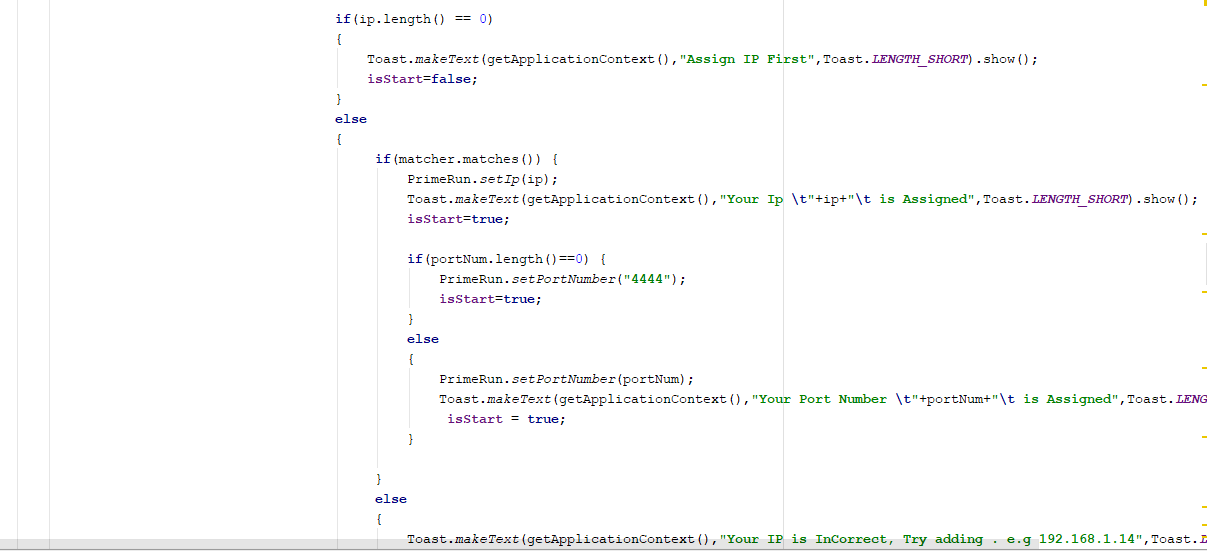 if(ip.length() == 0)
{
Toast.makeText(getApplicationContext(),"Assign IP First",Toast.LENGTH_SHORT).show();
isStart=false;
}
else
{
if(matcher.matches()) {
PrimeRun.setIp(ip);
Toast.makeText(getApplicationContext(),"Your Ip \t"+ip+"\t is Assigned",Toast.LENGTH_SHORT).show();
isStart=true;
if(portNum.length()==0) {
PrimeRun.setPortNumber("4444");
isStart=true;
}
else
{
PrimeRun.setPortNumber(portNum);
Toast.makeText(getApplicationContext(),"Your Port Number \t"+portNum+"\t is Assigned",Toast.LENG
isStart = true;
}
}
else
{
Toast.makeText(getApplicationContext(),"Your IP is InCorrect, Try adding . e.g 192.168.1.14",Toast.L